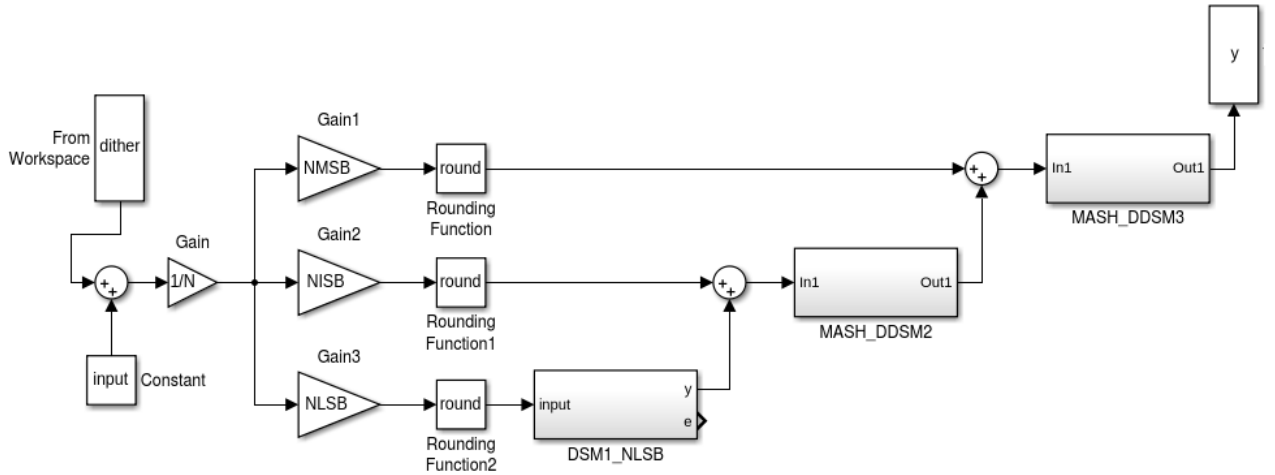 y
From
Workspace
dither
Gain1
NMSB
round
Rounding
Function
+
+
In1
Out1
MASH_DDSM3
+
+
Gain
1/N
Gain2
NISB
round
Rounding
Function1
+
+
In1
Out1
MASH_DDSM2
input
Constant
Gain3
NLSB
round
Rounding
Function2
input
y
e
DSM1_NLSB